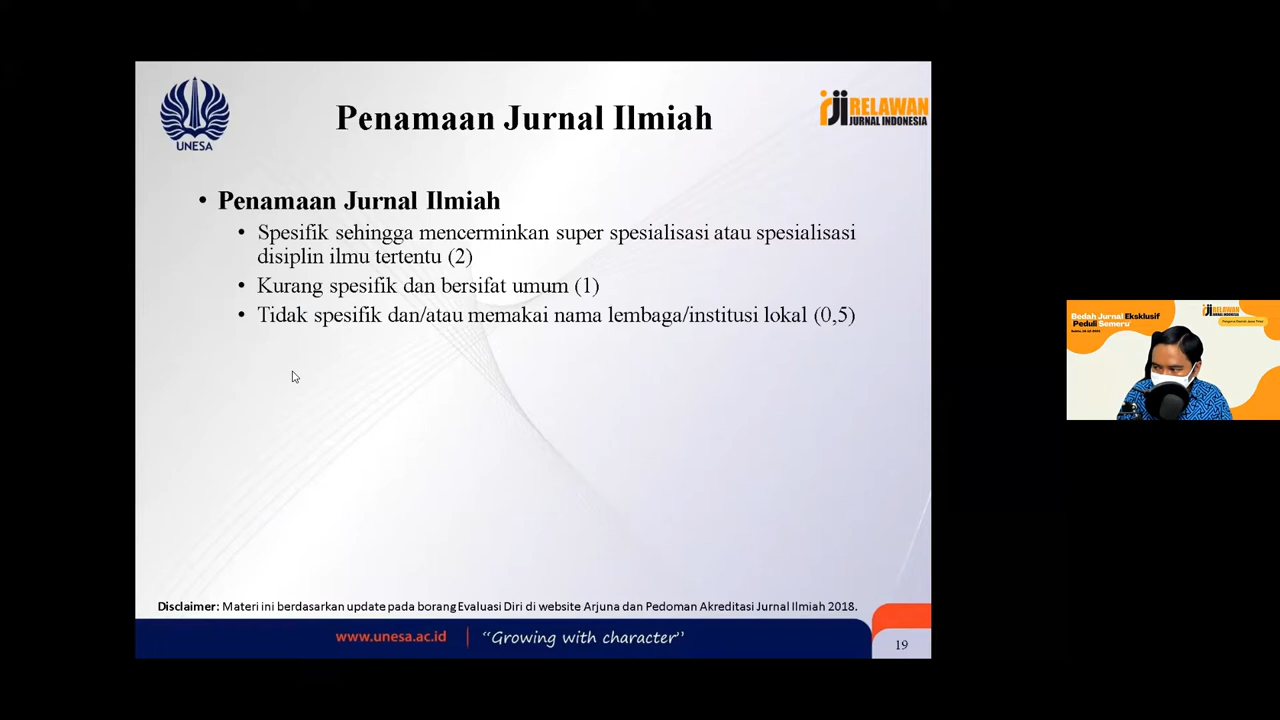 UNESA
Penamaan Jurnal Ilmiah
RELAWAN
JURNAL INDONESIA
• Penamaan Jurnal Ilmiah
• Spesifik sehingga mencerminkan super spesialisasi atau spesialisasi
disiplin ilmu tertentu (2)
• Kurang spesifik dan bersifat umum (1)
• Tidak spesifik dan/atau memakai nama lembaga/institusi lokal (0,5)
Bedah Jurnal Eksklusif
Peduli Semeru
RELAWAN
Disclaimer: Materi ini berdasarkan update pada borang Evaluasi Diri di website Arjuna dan Pedoman Akreditasi Jurnal Ilmiah 2018.
www.unesa.ac.id
“Growing with character”
19